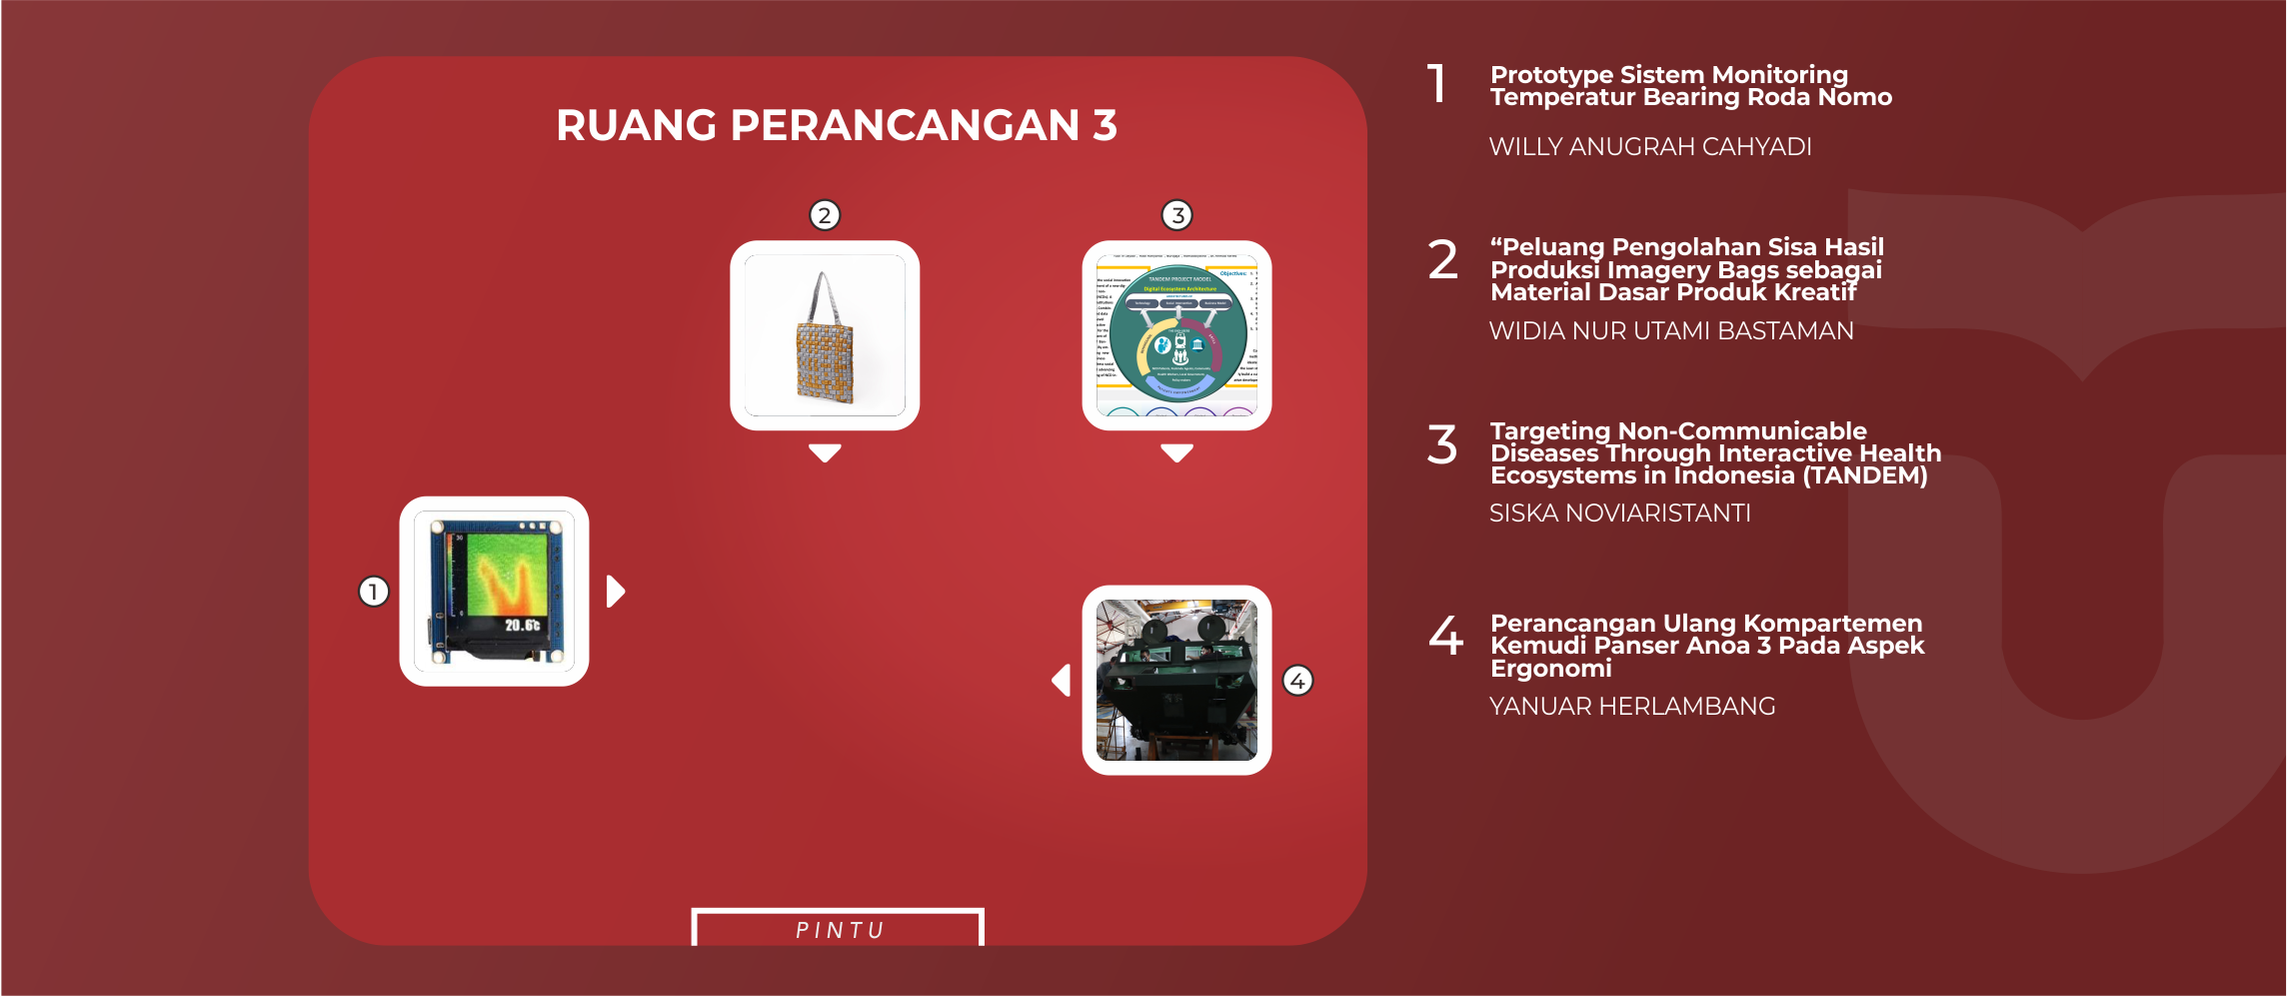 RUANG PERANCANGAN 3
2
3
TANDEM PROJECT MODEL
Objectives:
Digital Ecosystem Architecture
1
20.6°c
4
PINTU
1
Prototype Sistem Monitoring
Temperatur Bearing Roda Nomo
WILLY ANUGRAH CAHYADI
2
“Peluang Pengolahan Sisa Hasil
Produksi Imagery Bags sebagai
Material Dasar Produk Kreatif
WIDIA NUR UTAMI BASTAMAN
3
Targeting Non-Communicable
Diseases Through Interactive Health
Ecosystems in Indonesia (TANDEM)
SISKA NOVIARISTANTI
4
Perancangan Ulang Kompartemen
Kemudi Panser Anoa 3 Pada Aspek
Ergonomi
YANUAR HERLAMBANG